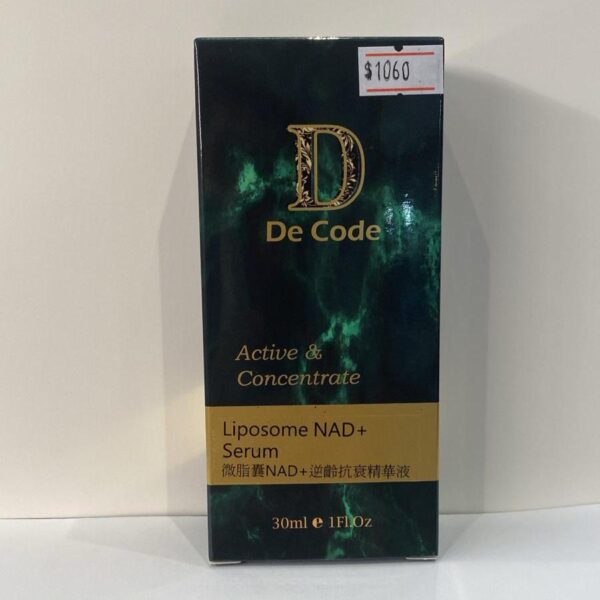 $1060
D
De Code
Active &
Concentrate
Liposome NAD+
Serum
微脂囊NAD+逆齡抗衰精華液
30ml ℮ 1Fl.Oz